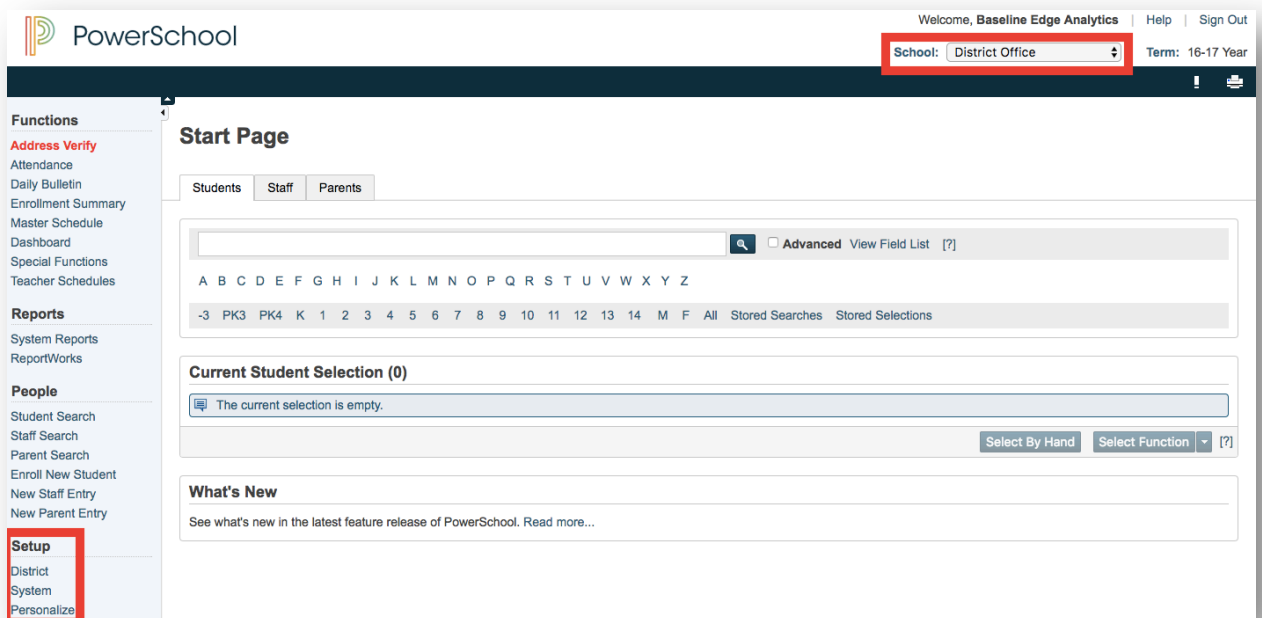 PowerSchool
Welcome, Baseline Edge Analytics | Help | Sign Out
School: District Office Term: 16-17 Year
Functions
Address Verify
Attendance
Daily Bulletin
Enrollment Summary
Master Schedule
Dashboard
Special Functions
Teacher Schedules
Reports
System Reports
ReportWorks
People
Student Search
Staff Search
Parent Search
Enroll New Student
New Staff Entry
New Parent Entry
Setup
District
System
Personalize
Start Page
Students Staff Parents
Advanced View Field List [?]
A B C D E F G H I J K L M N O P Q R S T U V W X Y Z
-3 PK3 PK4 K 1 2 3 4 5 6 7 8 9 10 11 12 13 14 M F All Stored Searches Stored Selections
Current Student Selection (0)
The current selection is empty.
Select By Hand Select Function [?]
What's New
See what's new in the latest feature release of PowerSchool. Read more...